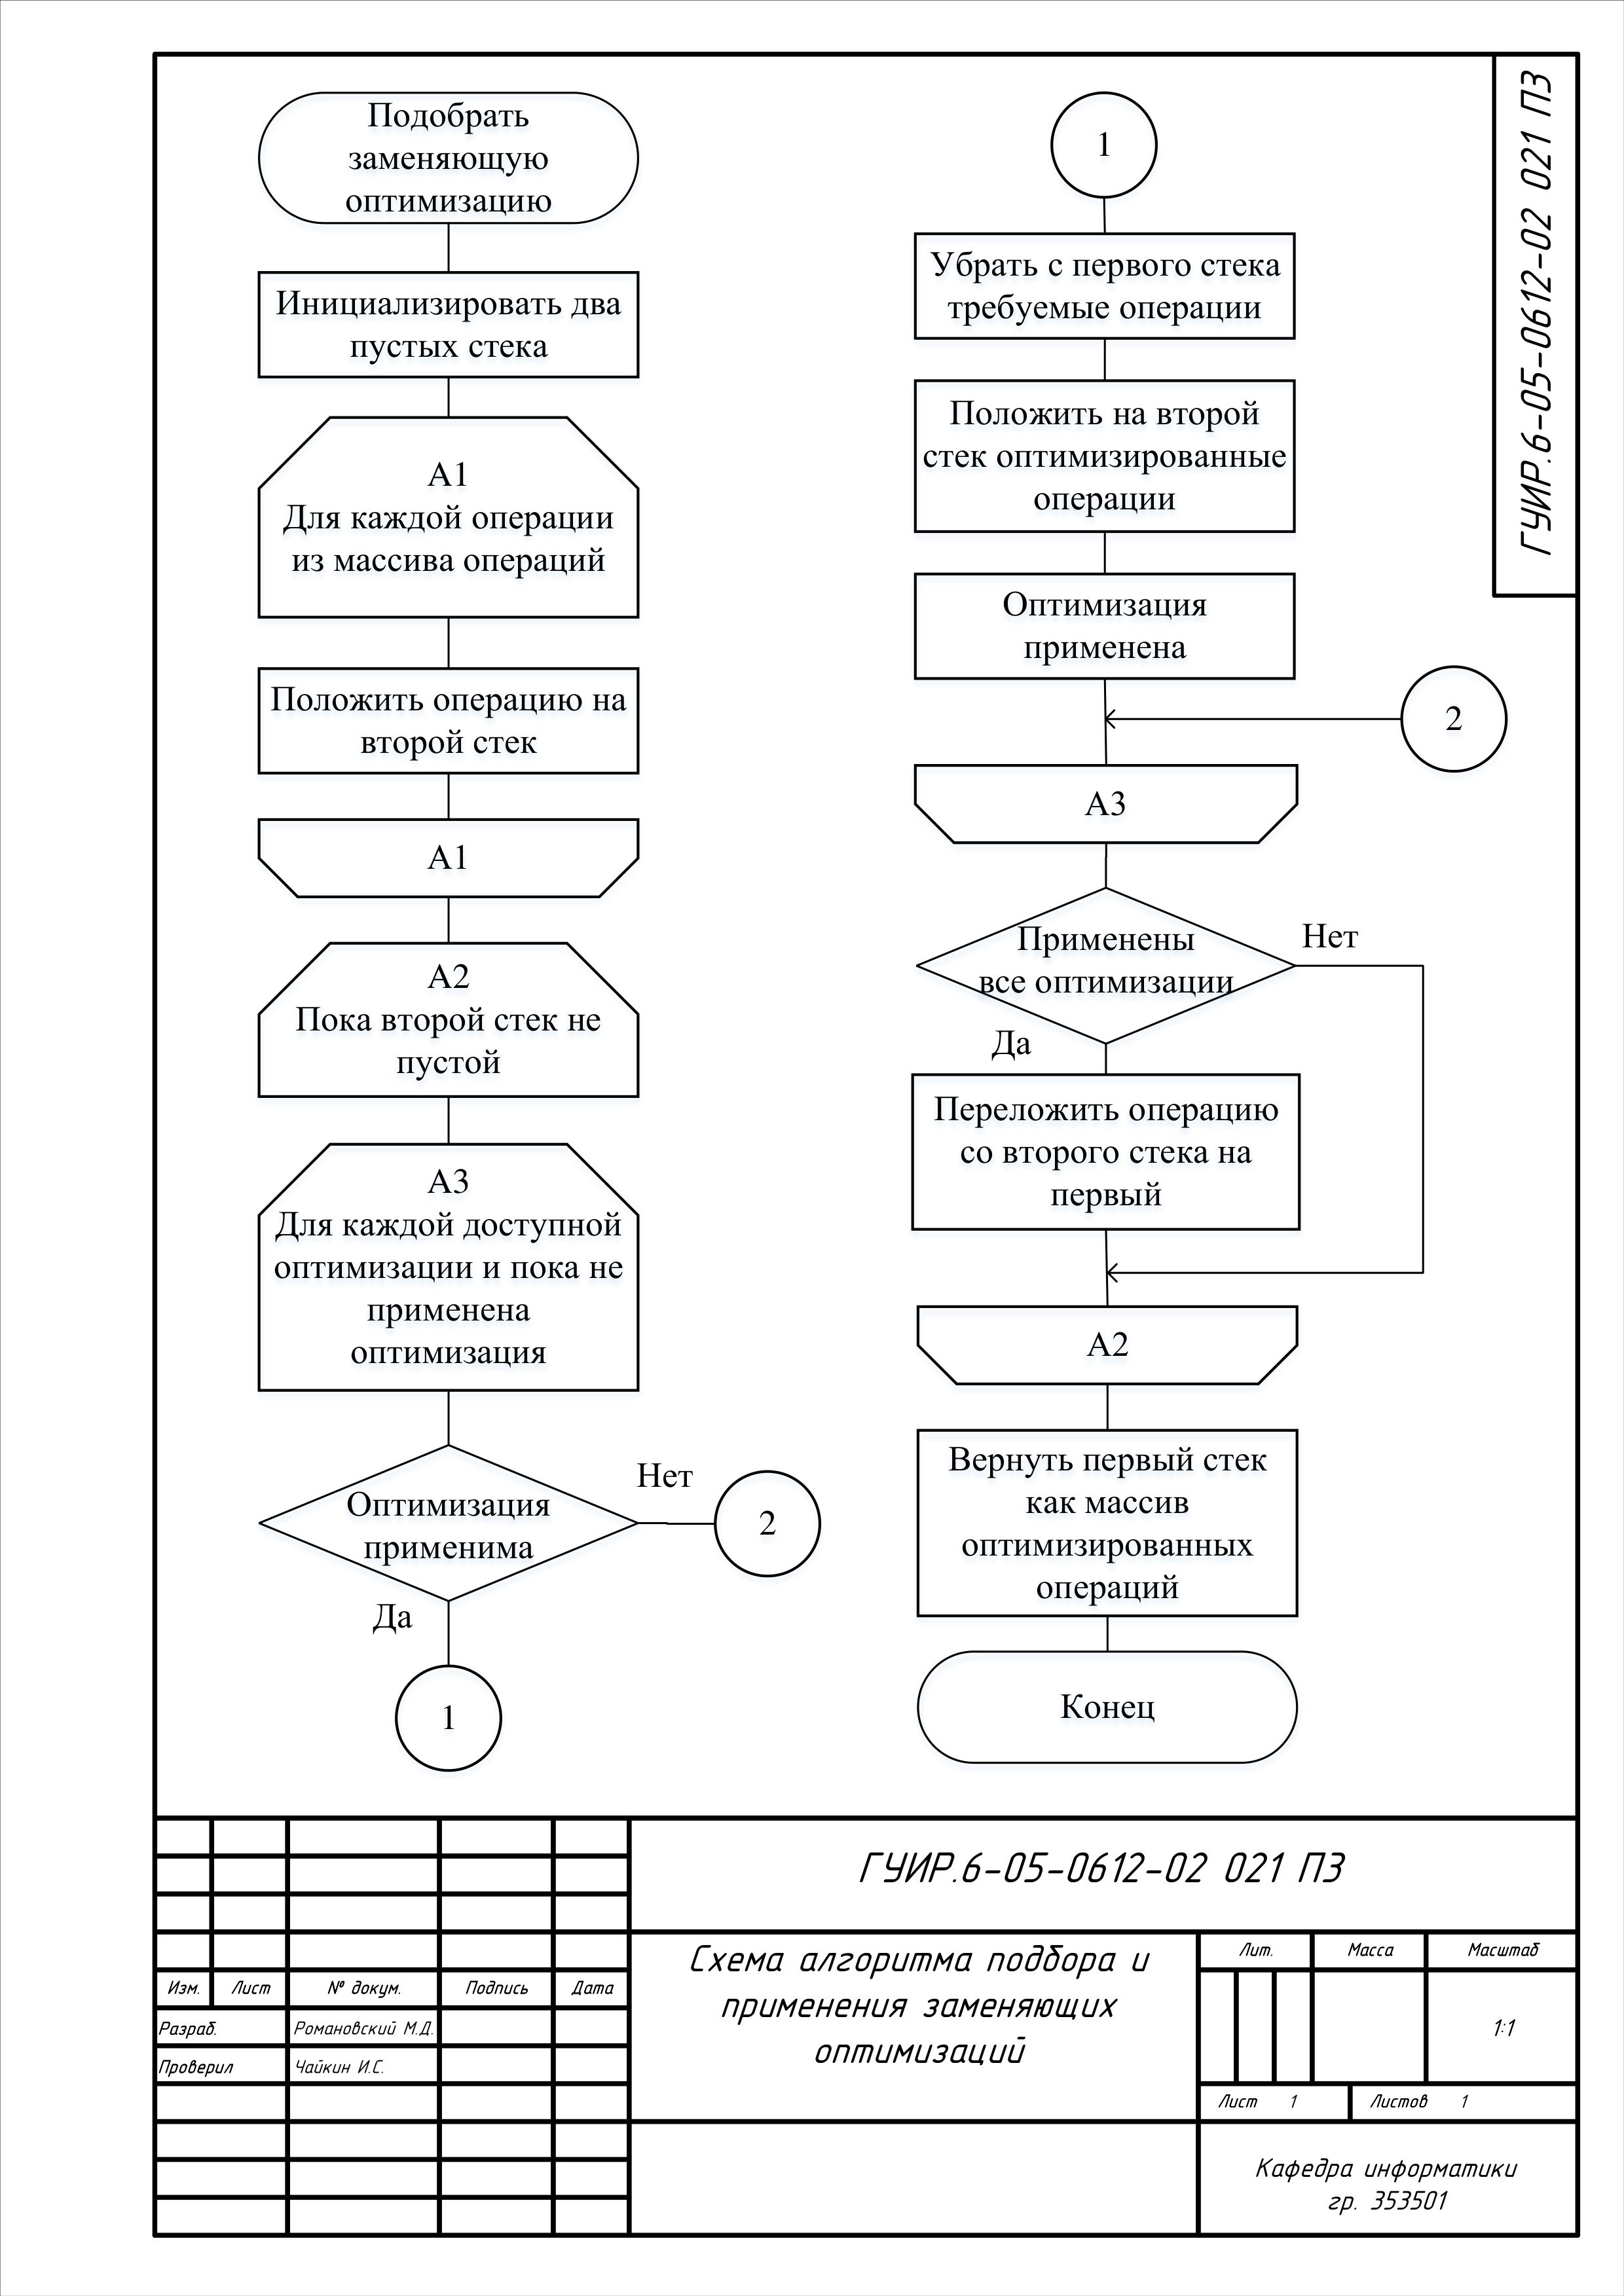 Подобрать
заменяющую
оптимизацию
Инициализировать два
пустых стека
А1
Для каждой операции
из массива операций
Положить операцию на
второй стек
А1
А2
Пока второй стек не
пустой
А3
Для каждой доступной
оптимизации и пока не
применена
оптимизация
Оптимизация
применима
Нет
2
Да
1
1
Убрать с первого стека
требуемые операции
Положить на второй
стек оптимизированные
операции
Оптимизация
применена
2
А3
Применены
все оптимизации
Нет
Да
Переложить операцию
со второго стека на
первый
А2
Вернуть первый стек
как массив
оптимизированных
операций
Конец
ГУИР.6-05-0612-02 021 ПЗ
ГУИР.6-05-0612-02 021 ПЗ
Схема алгоритма подбора и
применения заменяющих
оптимизаций
Лит. Масса Масштаб
1:1
Лист 1 Листов 1
Кафедра информатики
гр. 353501
Изм. Лист № докум. Подпись Дата
Разраб. Романовский М.Д.
Проверил Чайкин И.С.